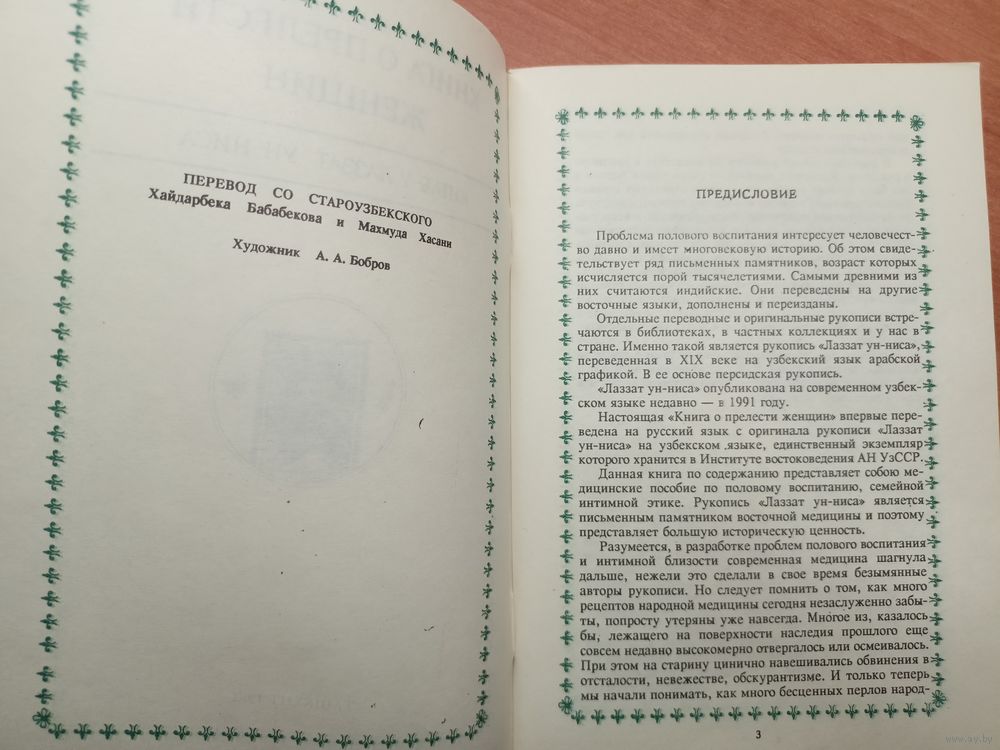 ПЕРЕВОД СО СТАРОУЗБЕКСКОГО
Хайдарбека Бабабекова и Махмуда Хасани
Художник А. А. Бобров
ПРЕДИСЛОВИЕ
Проблема полового воспитания интересует человечест-
во давно и имеет многовековую историю. Об этом свиде-
тельствует ряд письменных памятников, возраст которых
исчисляется порой тысячелетиями. Самыми древними из
них считаются индийские. Они переведены на другие
восточные языки, дополнены и переизданы.
Отдельные переводные и оригинальные рукописи встре-
чаются в библиотеках, в частных коллекциях и у нас в
стране. Именно такой является рукопись «Лаззат ун-ниса»,
переведенная в XIX веке на узбекский язык арабской
графикой. В ее основе персидская рукопись.
«Лаззат ун-ниса» опубликована на современном узбек-
ском языке недавно — в 1991 году.
Настоящая «Книга о прелести женщин» впервые пере-
ведена на русский язык с оригинала рукописи «Лаззат
ун-ниса» на узбекском языке, единственный экземпляр
которого хранится в Институте востоковедения АН УзССР.
Данная книга по содержанию представляет собою ме-
дицинские пособие по половому воспитанию, семейной
интимной этике. Рукопись «Лаззат ун-ниса» является
письменным памятником восточной медицины и поэтому
представляет большую историческую ценность.
Разумеется, в разработке проблем полового воспитания
и интимной близости современная медицина шагнула
дальше, нежели это сделали в свое время безымянные
авторы рукописи. Но следует помнить о том, как много
рецептов народной медицины сегодня незаслуженно забы-
ты, попросту утеряны уже навсегда. Многое из, казалось
бы, лежащего на поверхности наследия прошлого еще
совсем недавно высокомерно отвергалось или осмеивалось.
При этом на старину цинично навешивались обвинения в
отсталости, невежестве, обскурантизме. И только теперь
мы начали понимать, как много бесценных перлов народ-
3
www.ay.by